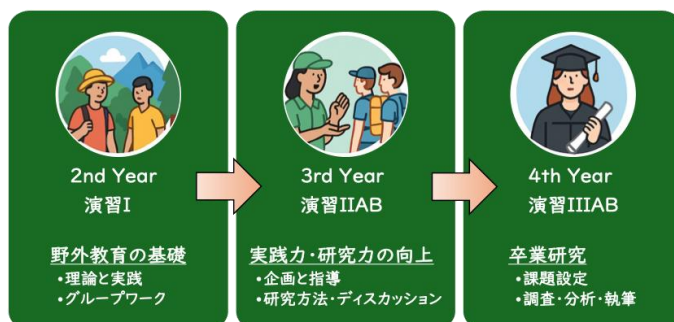 2nd Year
演習I
野外教育の基礎
•理論と実践
•グループワーク
3rd Year
演習IIAB
実践力・研究力の向上
•企画と指導
•研究方法・ディスカッション
4th Year
演習IIIAB
卒業研究
•課題設定
•調査・分析・執筆